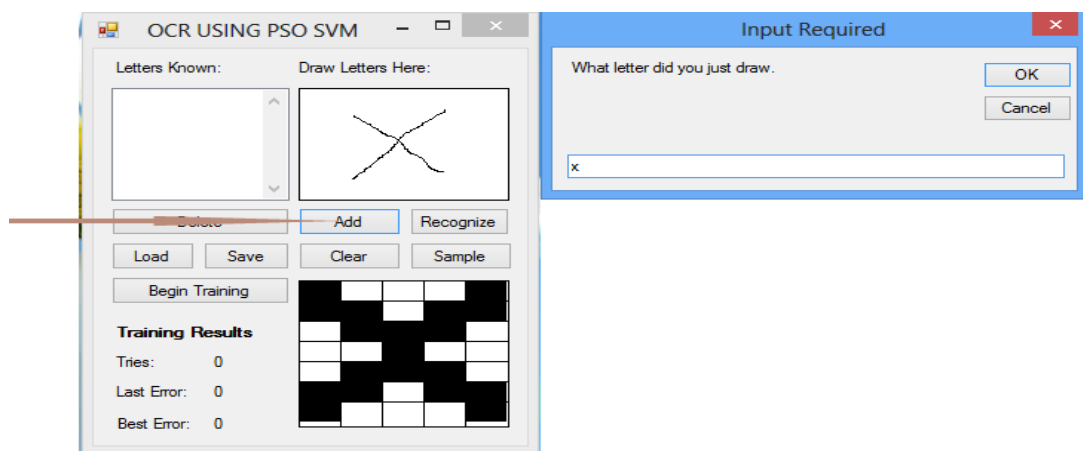 OCR USING PSO SVM
Letters Known:
Draw Letters Here:
Delete
Add
Recognize
Load
Save
Clear
Sample
Begin Training
Training Results
Tries: 0
Last Error: 0
Best Error: 0
Input Required
What letter did you just draw.
OK
Cancel
x